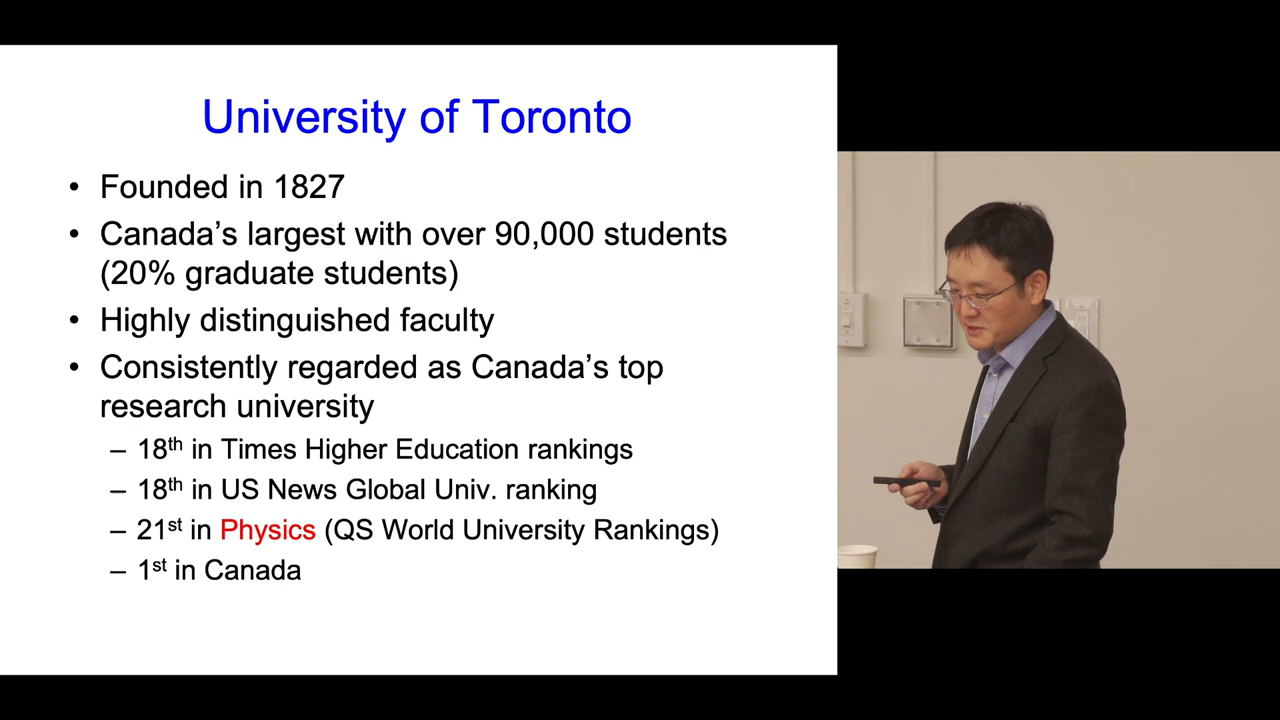 University of Toronto
• Founded in 1827
• Canada’s largest with over 90,000 students
(20% graduate students)
• Highly distinguished faculty
• Consistently regarded as Canada’s top
research university
– 18th in Times Higher Education rankings
– 18th in US News Global Univ. ranking
– 21st in Physics (QS World University Rankings)
– 1st in Canada